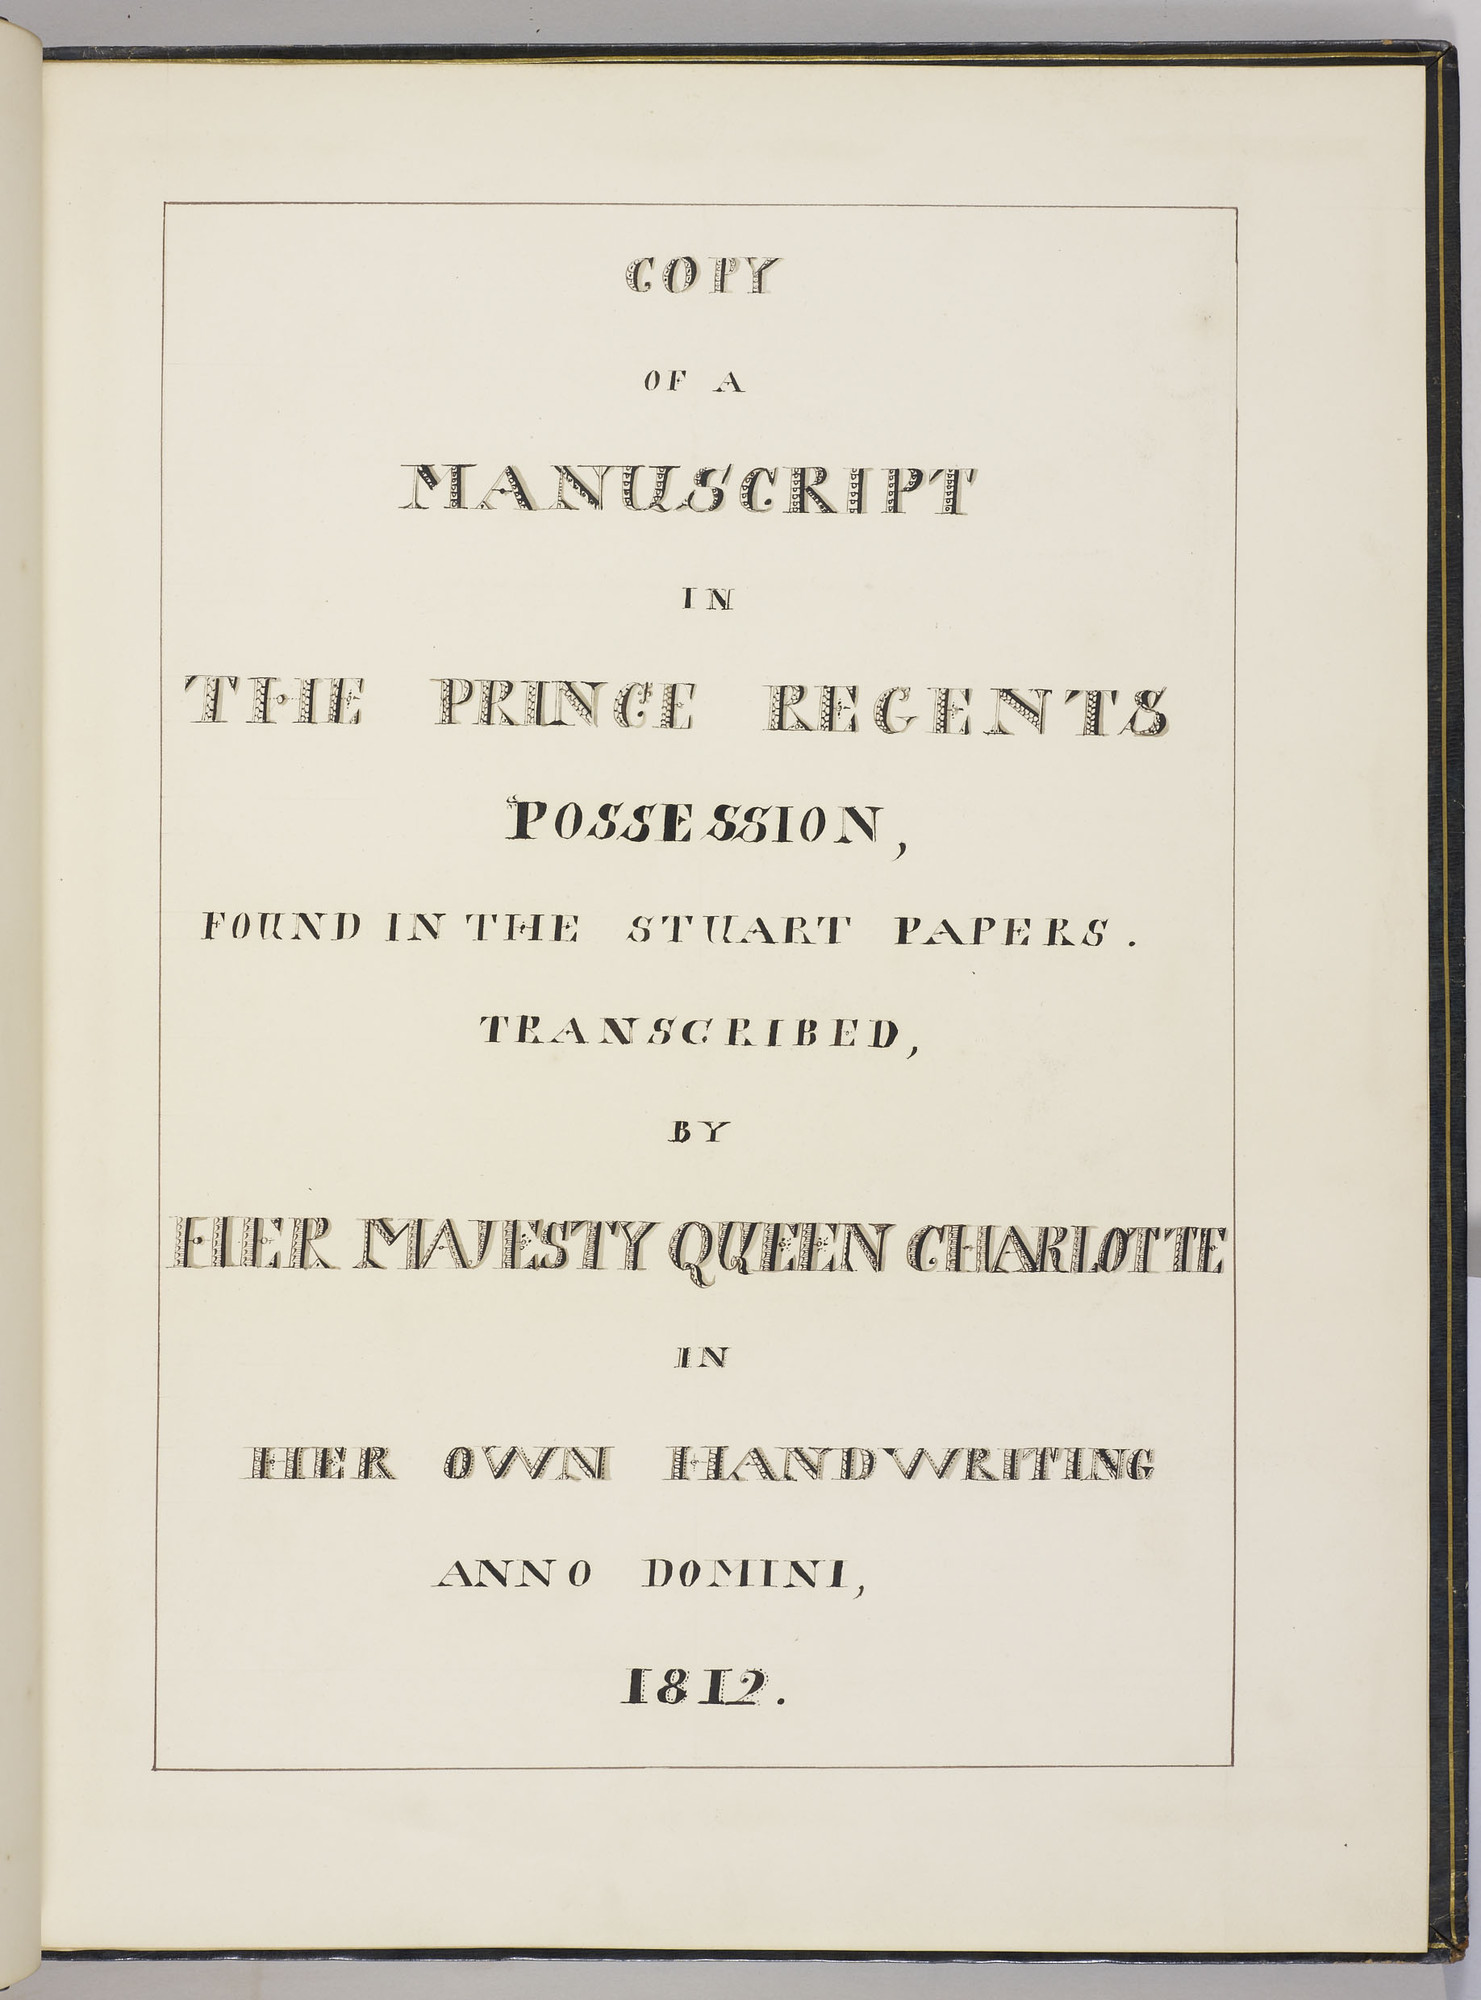 COPY
OF A
MANUSCRIPT
IN
THE PRINCE REGENTS
POSSESSION,
FOUND IN THE STUART PAPERS.
TRANSCRIBED,
BY
HER MAJESTY QUEEN CHARLOTTE
IN
HER OWN HANDWRITING
ANNO DOMINI,
1812.